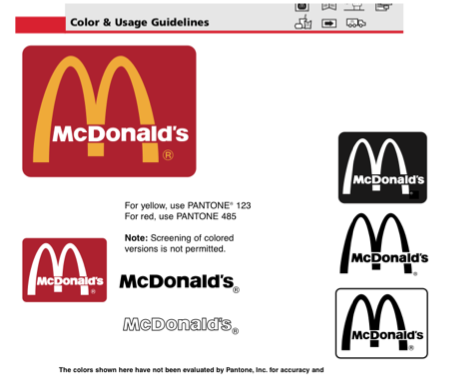 Color & Usage Guidelines
McDonald's
®
For yellow, use PANTONE® 123
For red, use PANTONE 485
Note: Screening of colored
versions is not permitted.
McDonald's
McDonald's®
McDonald's®
McDonald's
McDonald's
®
McDonald's
®
The colors shown here have not been evaluated by Pantone, Inc. for accuracy and